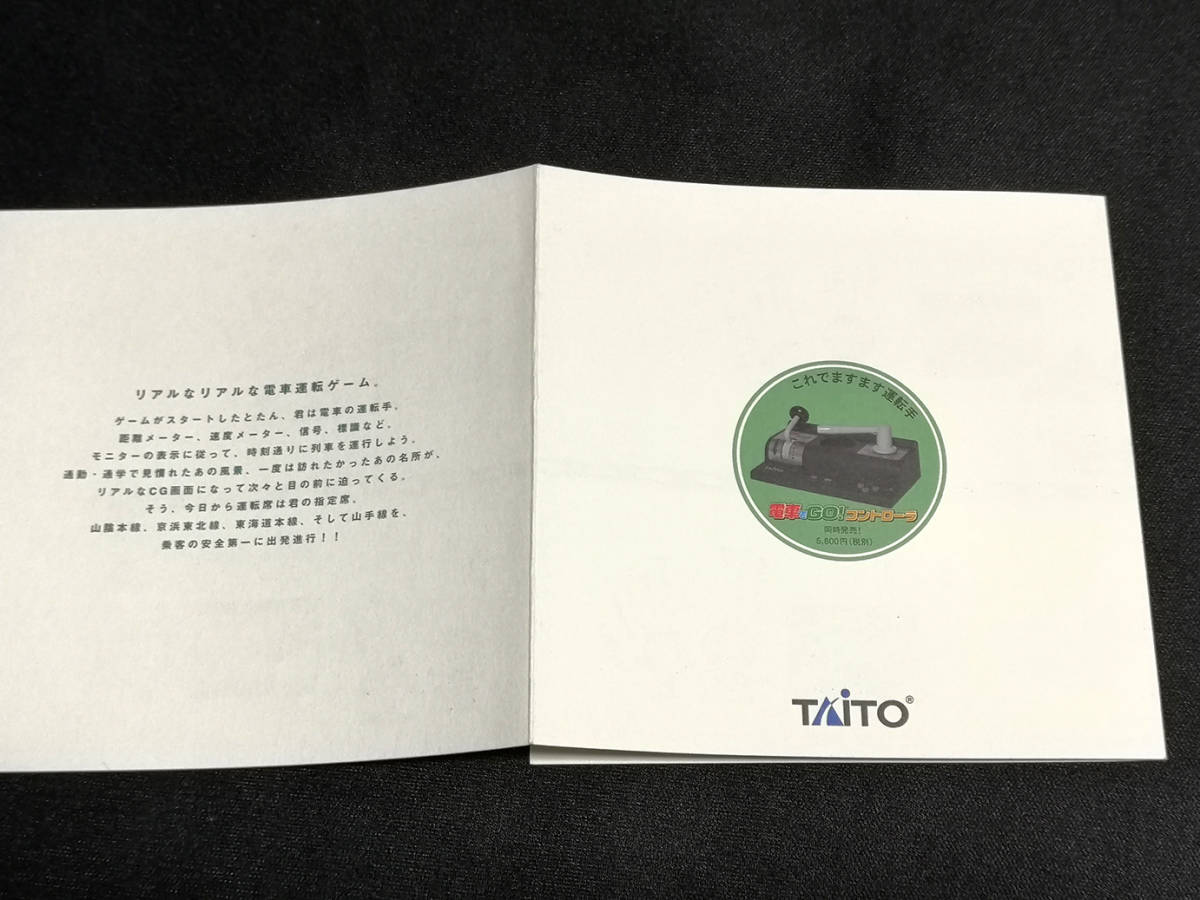 リアルなリアルな電車運転ゲーム。
ゲームがスタートしたとたん、君は電車の運転手。
距離メーター、速度メーター、信号、標識など、
モニターの表示に従って、時刻通りに列車を運行しよう。
通勤・通学で見慣れたあの風景、一度は訪れたかったあの名所が、
リアルなCG画面になって次々と目の前に迫ってくる。
そう、今日から運転席は君の指定席。
山陰本線、京浜東北線、東海道本線、そして山手線を、
乗客の安全第一に出発進行!!
これでますます運転手
電車でGO!コントローラ
同時発売!
5,800円(税別)
TAITO®